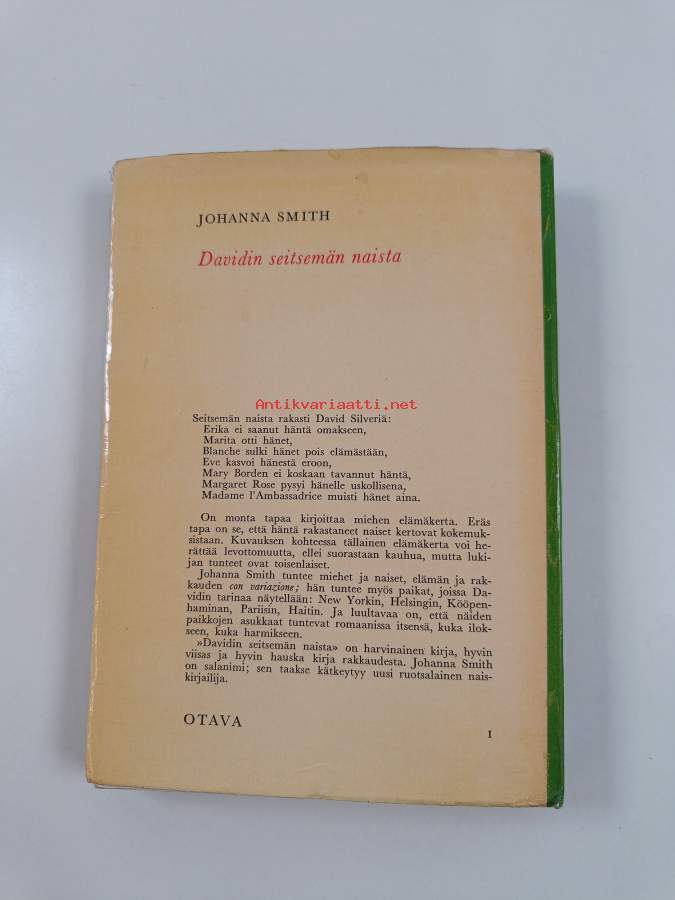 JOHANNA SMITH
Davidin seitsemän naista
Antikvariaatti.net
Seitsemän naista rakasti David Silveriä:
Erika ei saanut häntä omakseen,
Marita otti hänet,
Blanche sulki hänet pois elämästään,
Eve kasvoi hänestä eroon,
Mary Borden ei koskaan tavannut häntä,
Margaret Rose pysyi hänelle uskollisena,
Madame l'Ambassadrice muisti hänet aina.
On monta tapaa kirjoittaa miehen elämäkerta. Eräs
tapa on se, että häntä rakastaneet naiset kertovat kokemuk-
sistaan. Kuvauksen kohteessa tällainen elämäkerta voi he-
rättää levottomuutta, ellei suorastaan kauhua, mutta luki-
jan tunteet ovat toisenlaiset.
Johanna Smith tuntee miehet ja naiset, elämän ja rak-
kauden con variazione; hän tuntee myös paikat, joissa Da-
vidin tarinaa näytellään: New Yorkin, Helsingin, Kööpen-
haminan, Pariisin, Haitin. Ja luultavaa on, että näiden
paikkojen asukkaat tuntevat romaanissa itsensä, kuka ilok-
seen, kuka harmikseen.
»Davidin seitsemän naista» on harvinainen kirja, hyvin
viisas ja hyvin hauska kirja rakkaudesta. Johanna Smith
on salanimi; sen taakse kätkeytyy uusi ruotsalainen nais-
kirjailija.
OTAVA
1